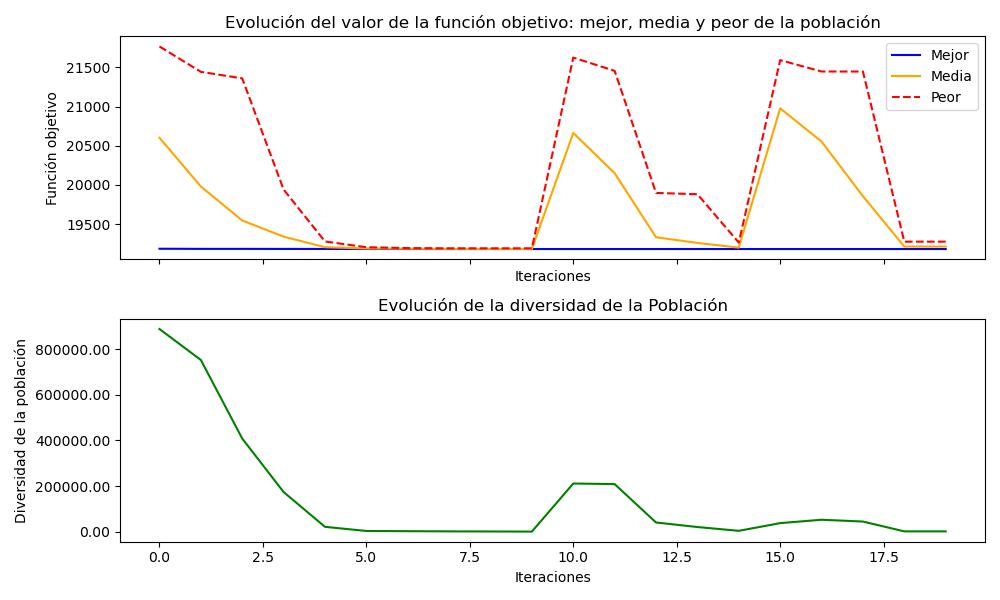 Evolución del valor de la función objetivo: mejor, media y peor de la población
Función objetivo
21500
21000
20500
20000
19500
Mejor
Media
Peor
Iteraciones
Evolución de la diversidad de la Población
Diversidad de la población
800000.00
600000.00
400000.00
200000.00
0.00
0.0 2.5 5.0 7.5 10.0 12.5 15.0 17.5
Iteraciones